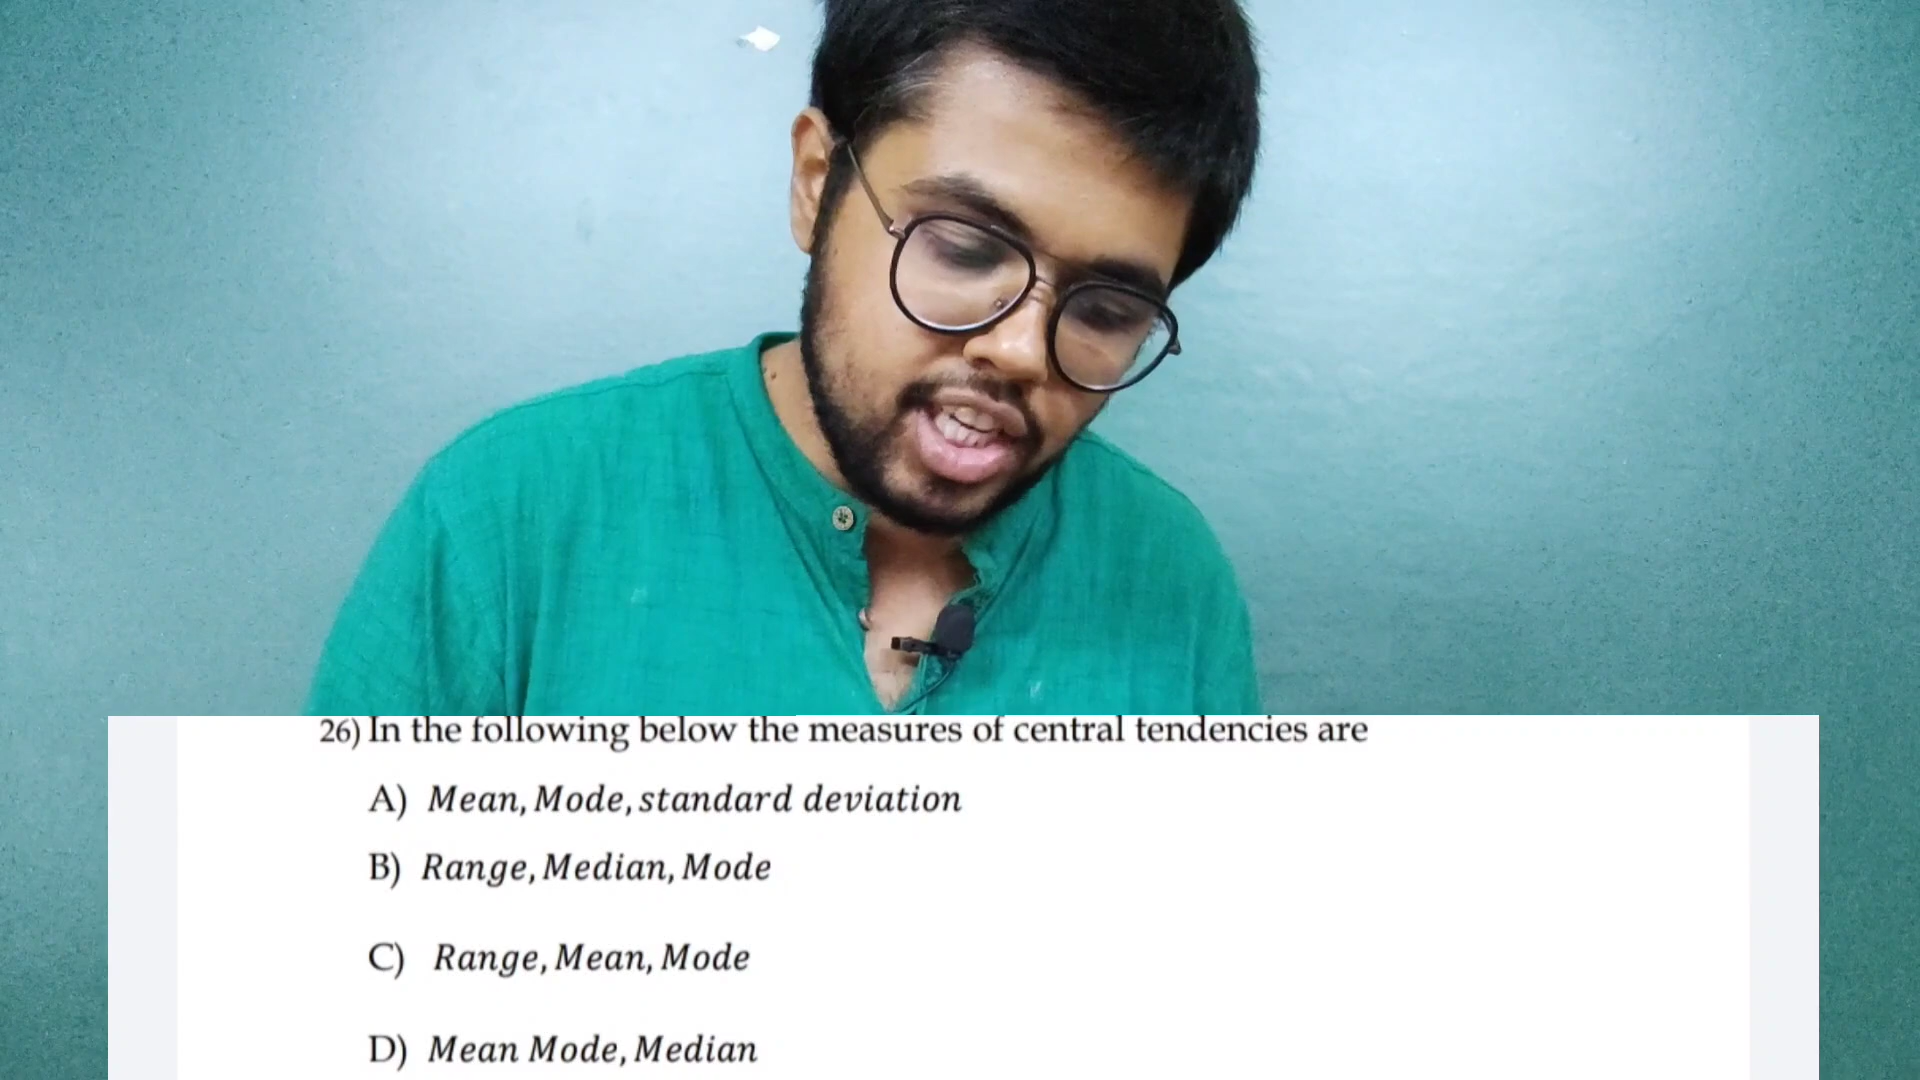 26) In the following below the measures of central tendencies are
A) Mean, Mode, standard deviation
B) Range, Median, Mode
C) Range, Mean, Mode
D) Mean Mode, Median